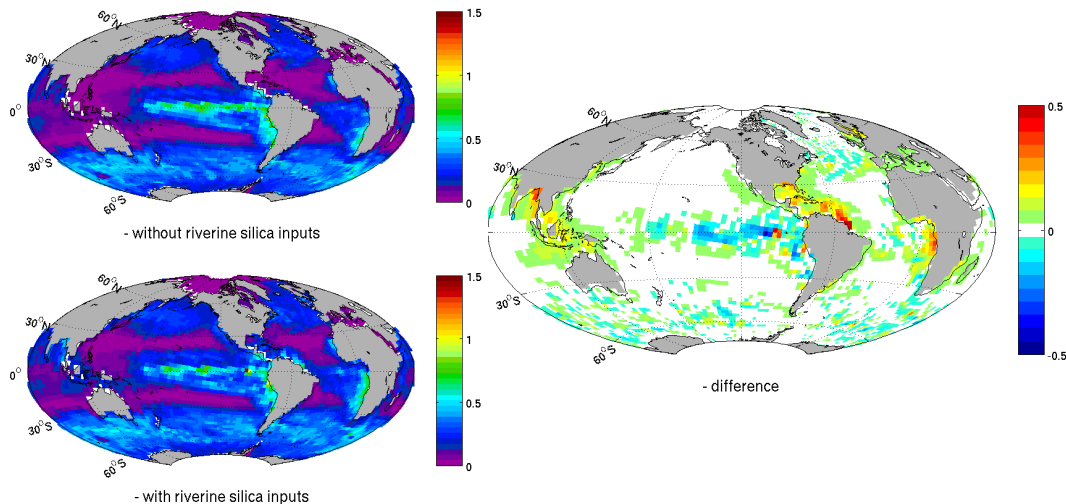 60°N
30°N
0°
30°S
60°S
1.5
1
0.5
0
- without riverine silica inputs
60°N
30°N
0°
30°S
60°S
1.5
1
0.5
0
- with riverine silica inputs
60°N
30°N
0°
30°S
60°S
0.5
0
-0.5
- difference